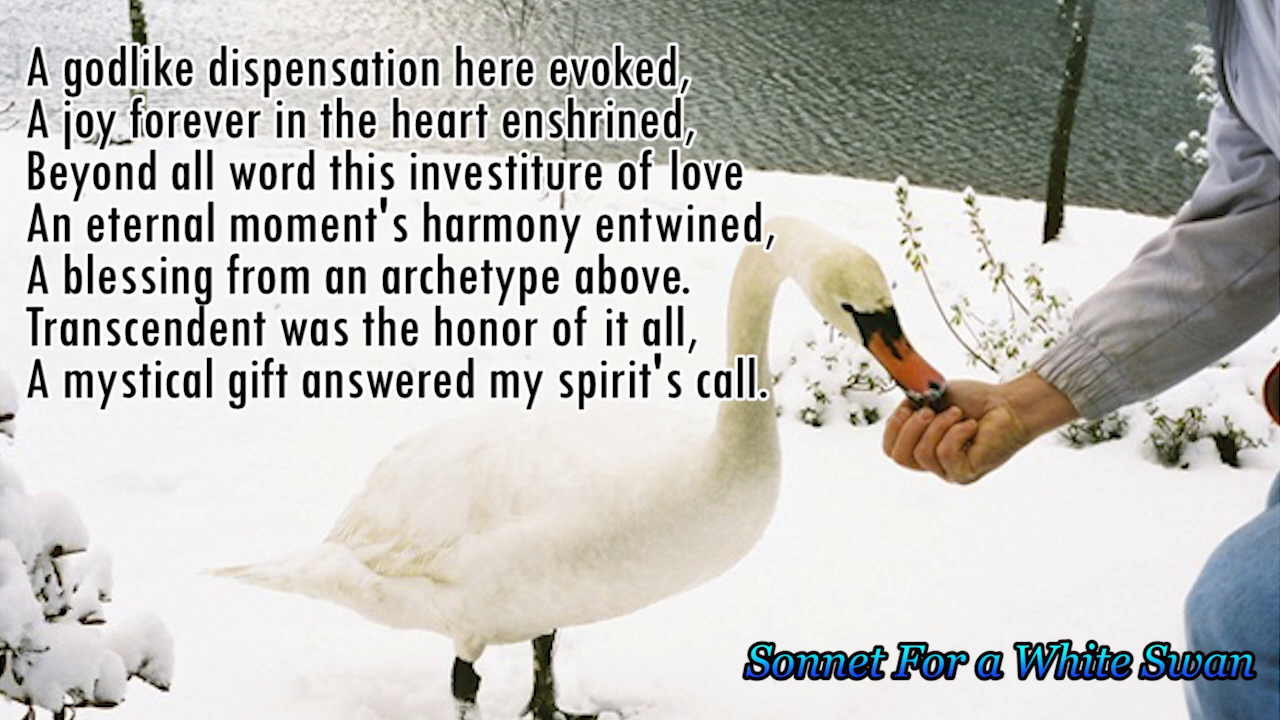 A godlike dispensation here evoked,
A joy forever in the heart enshrined,
Beyond all word this investiture of love
An eternal moment's harmony entwined,
A blessing from an archetype above.
Transcendent was the honor of it all,
A mystical gift answered my spirit's call.
Sonnet For a White Swan